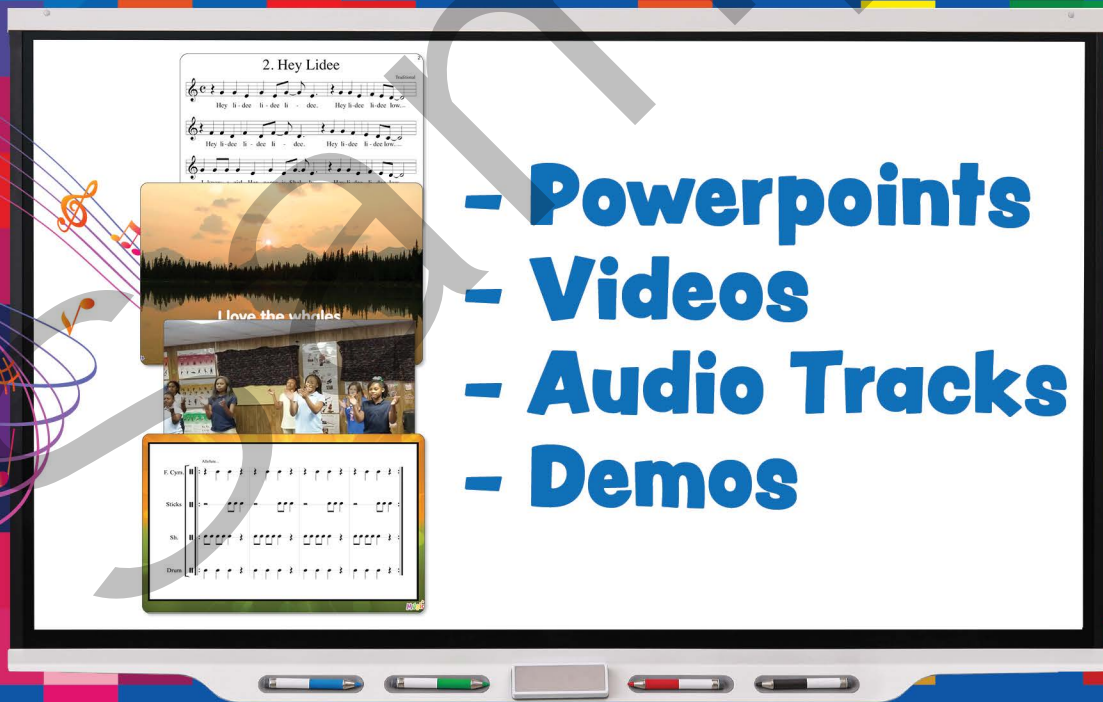 2. Hey Lidee
2
Traditional
Hey li - dee li - dee li - dee. Hey li-dee li-dee low....
Hey li-dee li - dee li - dee. Hey li-dee li-dee low....
I love the whales
F. Cym.
Sticks
Sh.
Drum
- Powerpoints
- Videos
- Audio Tracks
- Demos